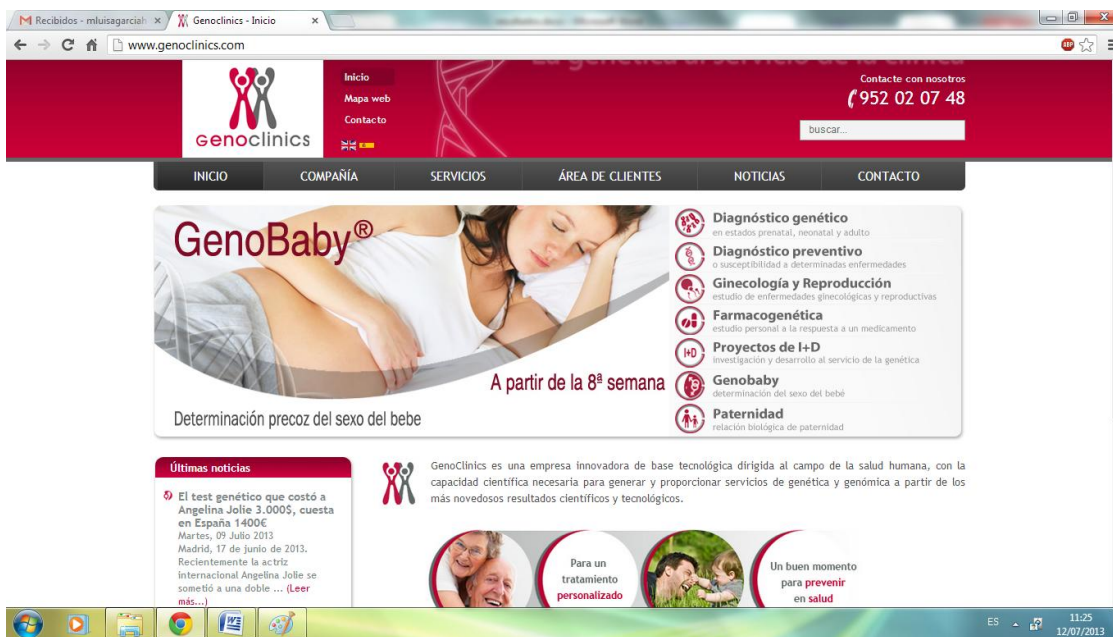 Recibidos - mluisagarciah
Genoclinics - Inicio
www.genoclinics.com
ABP
Genoclinics
Inicio
Mapa web
Contacto
La genética al servicio de la clínica
Contacte con nosotros
952 02 07 48
buscar...
INICIO
COMPAÑÍA
SERVICIOS
ÁREA DE CLIENTES
NOTICIAS
CONTACTO
GenoBaby®
A partir de la 8ª semana
Determinación precoz del sexo del bebe
Diagnóstico genético
en estados prenatal, neonatal y adulto
Diagnóstico preventivo
o susceptibilidad a determinadas enfermedades
Ginecología y Reproducción
estudio de enfermedades ginecológicas y reproductivas
Farmacogenética
estudio personal a la respuesta a un medicamento
I+D
Proyectos de I+D
investigación y desarrollo al servicio de la genética
Genobaby
determinación del sexo del bebé
Paternidad
relación biológica de paternidad
Últimas noticias
El test genético que costó a
Angelina Jolie 3.000$, cuesta
en España 1400€
Martes, 09 Julio 2013
Madrid, 17 de junio de 2013.
Recientemente la actriz
internacional Angelina Jolie se
sometió a una doble ... (Leer
más...)
GenoClinics es una empresa innovadora de base tecnológica dirigida al campo de la salud humana, con la
capacidad científica necesaria para generar y proporcionar servicios de genética y genómica a partir de los
más novedosos resultados científicos y tecnológicos.
Para un
tratamiento
personalizado
Un buen momento
para prevenir
en salud
ES
11:25
12/07/2013